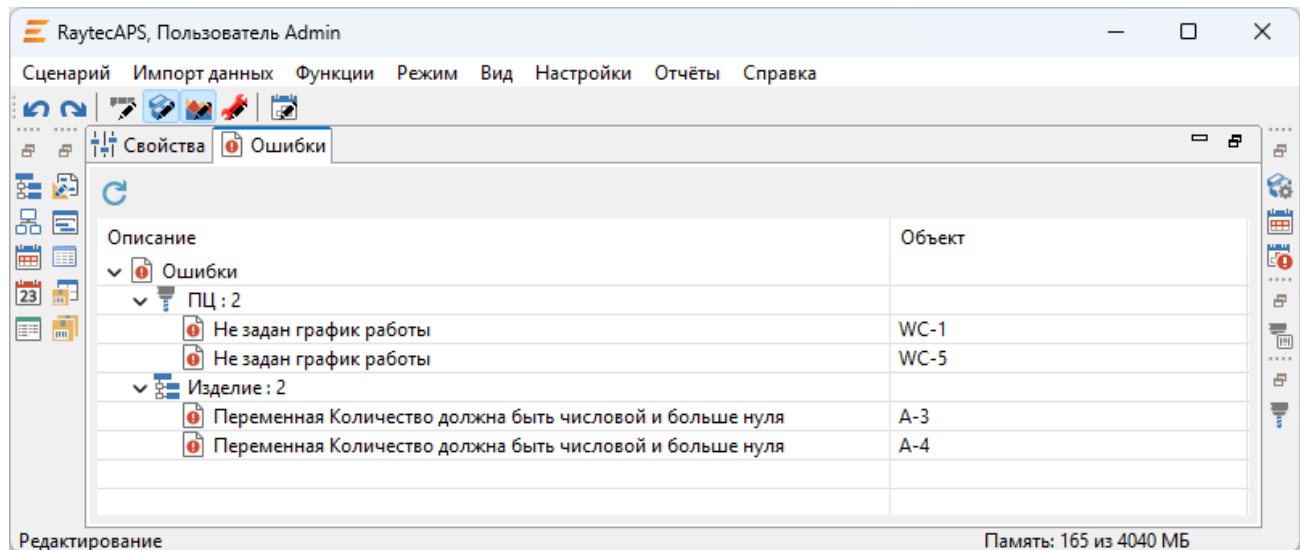 RaytecAPS, Пользователь Admin
Сценарий Импорт данных Функции Режим Вид Настройки Отчёты Справка
Свойства Ошибки
Описание Объект
Ошибки
ПЦ : 2
Не задан график работы WC-1
Не задан график работы WC-5
Изделие : 2
Переменная Количество должна быть числовой и больше нуля A-3
Переменная Количество должна быть числовой и больше нуля A-4
23
Редактирование Память: 165 из 4040 МБ